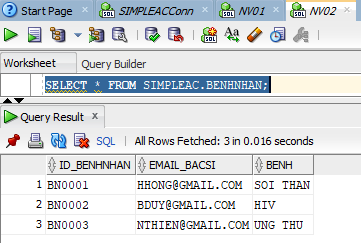 Start Page × SIMPLEACConn × NV01 × NV02
Worksheet Query Builder
SELECT * FROM SIMPLEAC.BENHNHAN;
Query Result ×
SQL | All Rows Fetched: 3 in 0.016 seconds
ID_BENHNHAN EMAIL_BACSI BENH
1 BN0001 HHONG@GMAIL.COM SOI THAN
2 BN0002 BDUY@GMAIL.COM HIV
3 BN0003 NTHIEN@GMAIL.COM UNG THU